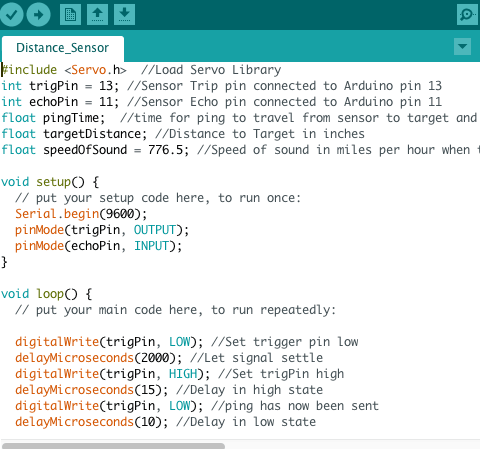 Distance_Sensor
#include <Servo.h>  //Load Servo Library
int trigPin = 13; //Sensor Trip pin connected to Arduino pin 13
int echoPin = 11; //Sensor Echo pin connected to Arduino pin 11
float pingTime;  //time for ping to travel from sensor to target and
float targetDistance; //Distance to Target in inches
float speedOfSound = 776.5; //Speed of sound in miles per hour when

void setup() {
  // put your setup code here, to run once:
  Serial.begin(9600);
  pinMode(trigPin, OUTPUT);
  pinMode(echoPin, INPUT);
}

void loop() {
  // put your main code here, to run repeatedly:

  digitalWrite(trigPin, LOW); //Set trigger pin low
  delayMicroseconds(2000); //Let signal settle
  digitalWrite(trigPin, HIGH); //Set trigPin high
  delayMicroseconds(15); //Delay in high state
  digitalWrite(trigPin, LOW); //ping has now been sent
  delayMicroseconds(10); //Delay in low state